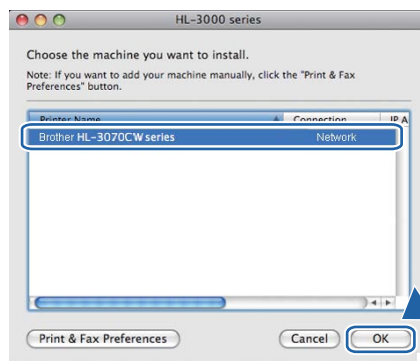 HL-3000 series
Choose the machine you want to install.
Note: If you want to add your machine manually, click the "Print & Fax
Preferences" button.
Printer Name Connection IP A
Brother HL-3070CW series Network
Print & Fax Preferences Cancel OK